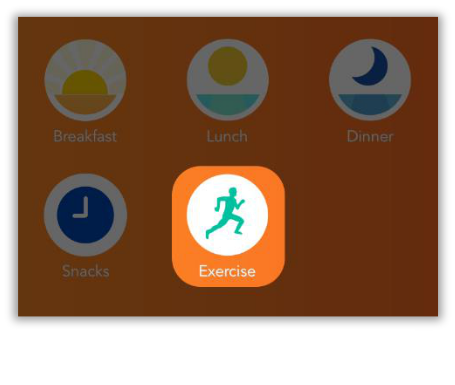 Breakfast
Lunch
Dinner
Snacks
Exercise